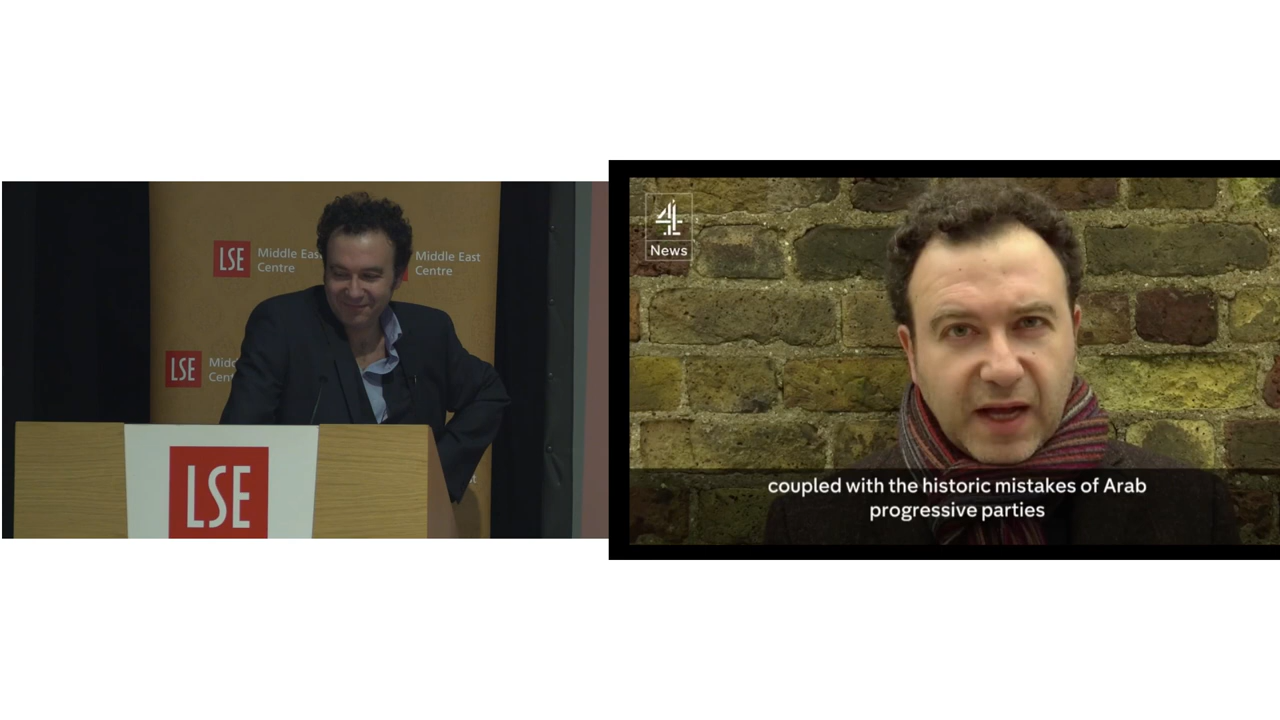 LSE
Middle East
Centre
Middle East
Centre
LSE
LSE
4
News
coupled with the historic mistakes of Arab
progressive parties